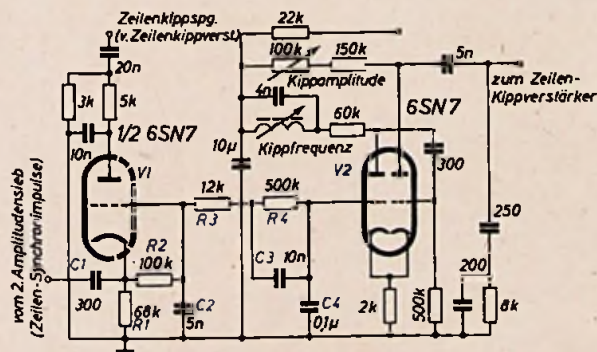 Zeilenkippspg.
(v. Zeilenkippverst.)
20n
3k
5k
10n
1/2 6SN7
V1
vom 2. Amplitudensieb
(Zeilen-Synchronimpulse)
C1
300
R2
100k
68k
R1
C2
5n
22k
100k
150k
Kippamplitude
4n
60k
Kippfrequenz
10µ
12k
R3
500k
R4
C3
10n
C4
0,1µ
5n
zum Zeilen-
Kippverstärker
6SN7
V2
300
250
200
2k
500k
8k